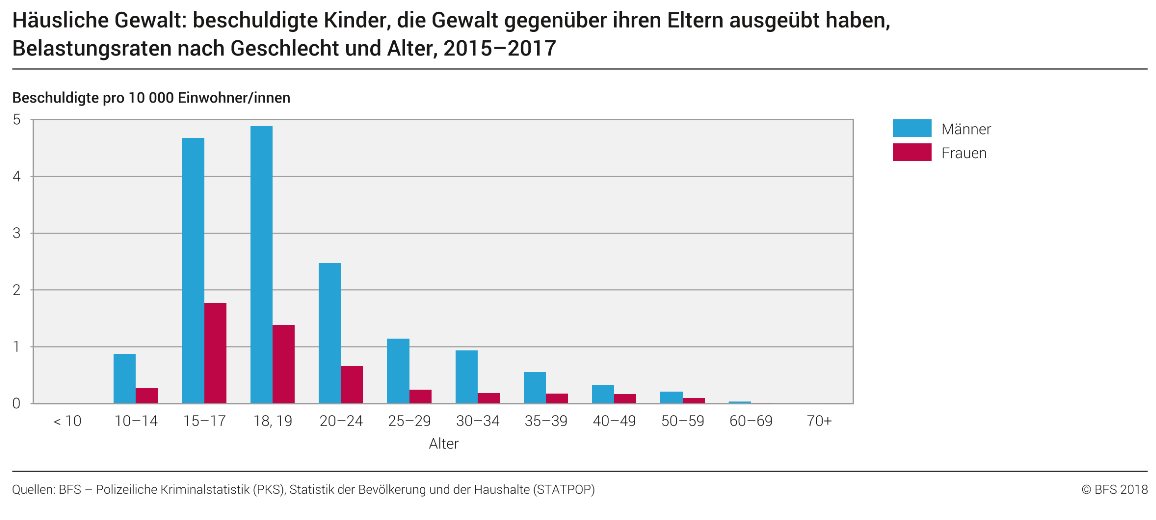 Häusliche Gewalt: beschuldigte Kinder, die Gewalt gegenüber ihren Eltern ausgeübt haben,
Belastungsraten nach Geschlecht und Alter, 2015–2017
Beschuldigte pro 10 000 Einwohner/innen
5
4
3
2
1
0
Männer
Frauen
< 10 10–14 15–17 18, 19 20–24 25–29 30–34 35–39 40–49 50–59 60–69 70+
Alter
Quellen: BFS – Polizeiliche Kriminalstatistik (PKS), Statistik der Bevölkerung und der Haushalte (STATPOP) © BFS 2018